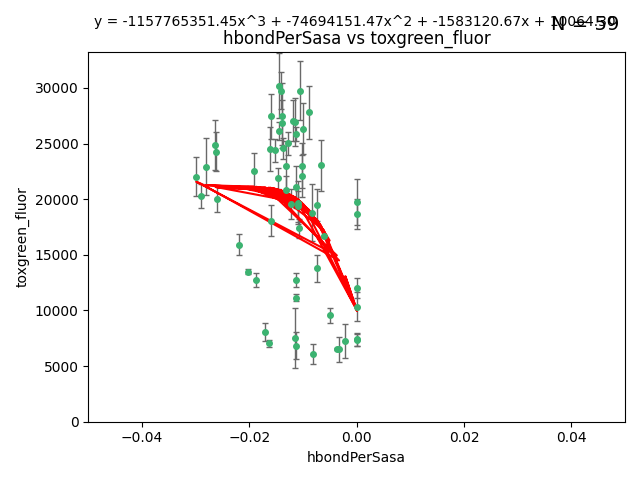 y = -1157765351.45x^3 + -74694151.47x^2 + -1583120.67x +
N = 59
hbondPerSasa vs toxgreen_fluor
30000
25000
20000
15000
10000
5000
0
toxgreen_fluor
-0.04 -0.02 0.00 0.02 0.04
hbondPerSasa